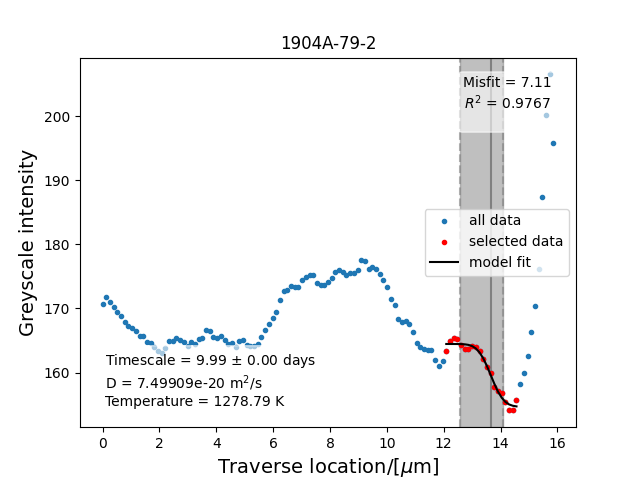 1904A-79-2
Misfit = 7.11
R² = 0.9767
all data
selected data
model fit
Timescale = 9.99 ± 0.00 days
D = 7.49909e-20 m²/s
Temperature = 1278.79 K
Greyscale intensity
200
190
180
170
160
0 2 4 6 8 10 12 14 16
Traverse location/[μm]